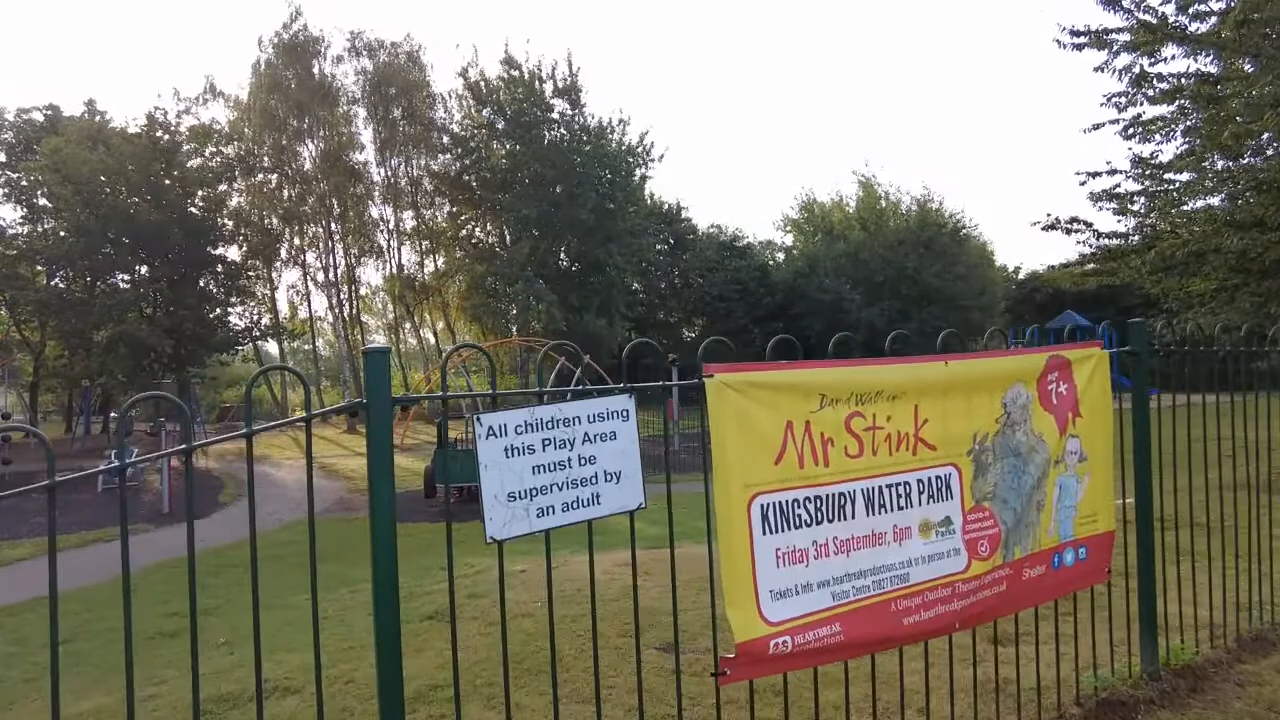 All children using
this Play Area
must be
supervised by
an adult
David Walliams
Mr Stink
Age
7+
KINGSBURY WATER PARK
Friday 3rd September, 6pm
Country Parks
Tickets & Info: www.heartbreakproductions.co.uk or in person at the
Visitor Centre 01827 872660
COVID-19
COMPLIANT
ENTERTAINMENT
A Unique Outdoor Theatre Experience...
www.heartbreakproductions.co.uk
Shelter
HEARTBREAK
productions